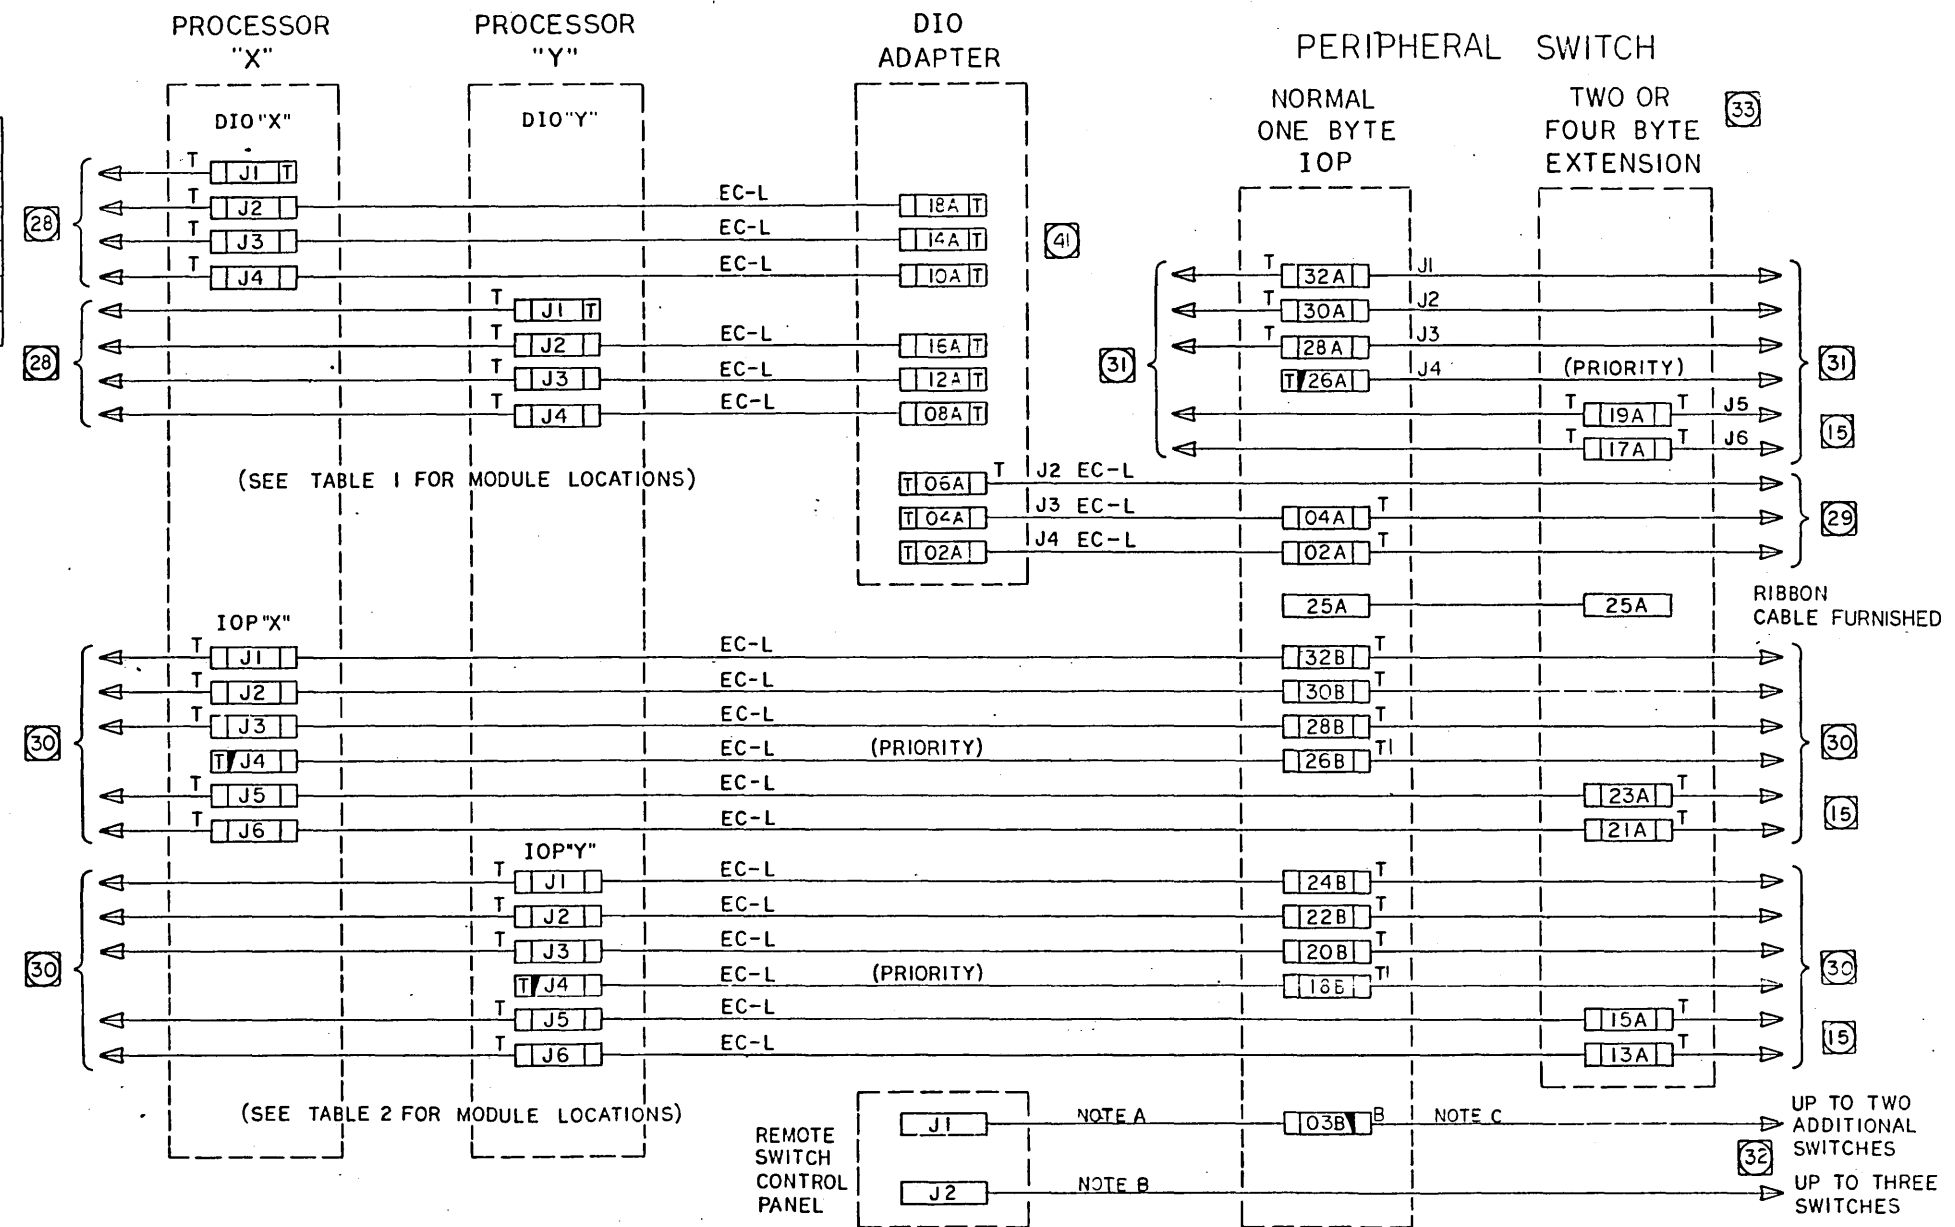 PROCESSOR "X"
PROCESSOR "Y"
DIO ADAPTER
PERIPHERAL SWITCH
NORMAL ONE BYTE IOP
TWO OR FOUR BYTE EXTENSION
33
DIO "X"
DIO "Y"
T J1 T
T J2 EC-L 18A T
28
T J3 EC-L 14A T
41
T J4 EC-L 10A T
T 32A J1
T J1 T
T 30A J2
T J2 EC-L 16A T
T 28A J3
28
31
(PRIORITY)
31
T J3 EC-L 12A T
T 26A J4
T J4 EC-L 08A T
T 19A T J5
15
T 17A T J6
(SEE TABLE 1 FOR MODULE LOCATIONS)
T 06A T J2 EC-L
T 04A J3 EC-L 04A T
29
T 02A J4 EC-L 02A T
25A 25A
RIBBON CABLE FURNISHED
IOP "X"
T J1 EC-L 32B T
T J2 EC-L 30B T
T J3 EC-L 28B T
30
30
T J4 EC-L (PRIORITY) 26B T1
T J5 EC-L 23A T
15
T J6 EC-L 21A T
IOP "Y"
T J1 EC-L 24B T
T J2 EC-L 22B T
T J3 EC-L 20B T
30
30
T J4 EC-L (PRIORITY) 18B T1
T J5 EC-L 15A T
15
T J6 EC-L 13A T
(SEE TABLE 2 FOR MODULE LOCATIONS)
REMOTE SWITCH CONTROL PANEL
J1 NOTE A 03B B NOTE C
UP TO TWO ADDITIONAL SWITCHES
32
J2 NOTE B
UP TO THREE SWITCHES